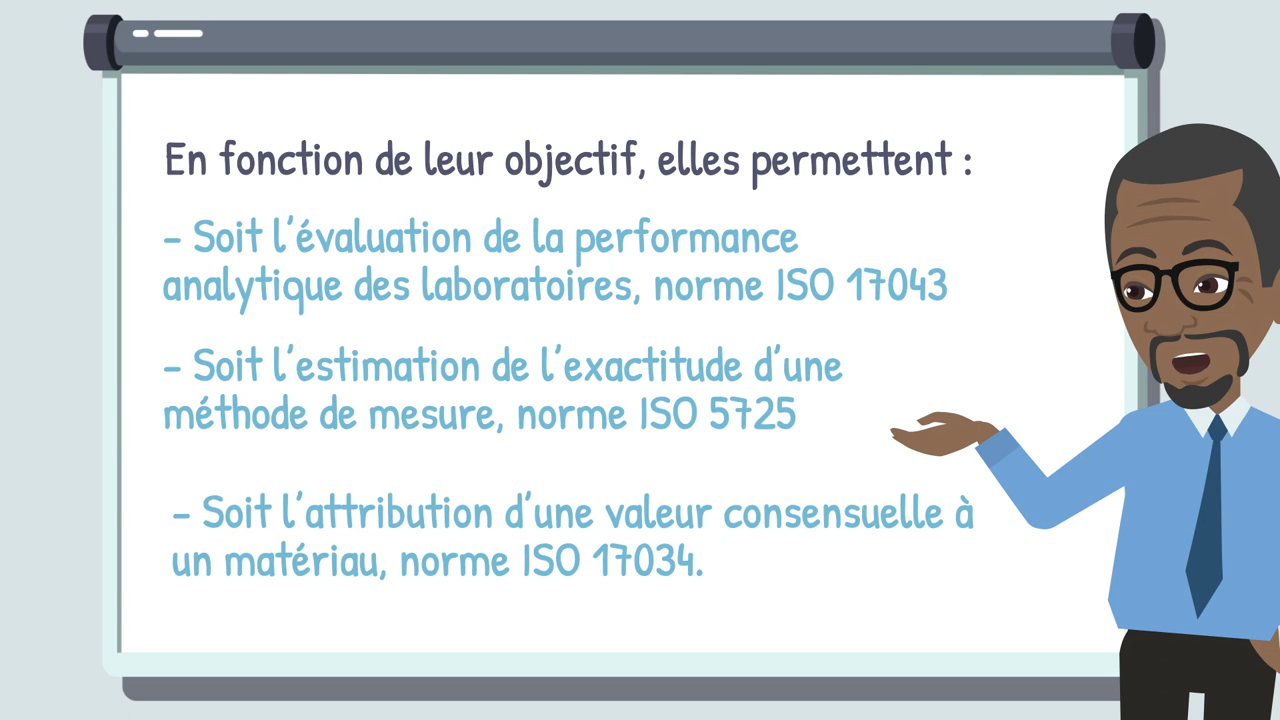 En fonction de leur objectif, elles permettent :
- Soit l'évaluation de la performance
analytique des laboratoires, norme ISO 17043
- Soit l'estimation de l'exactitude d'une
méthode de mesure, norme ISO 5725
- Soit l'attribution d'une valeur consensuelle à
un matériau, norme ISO 17034.